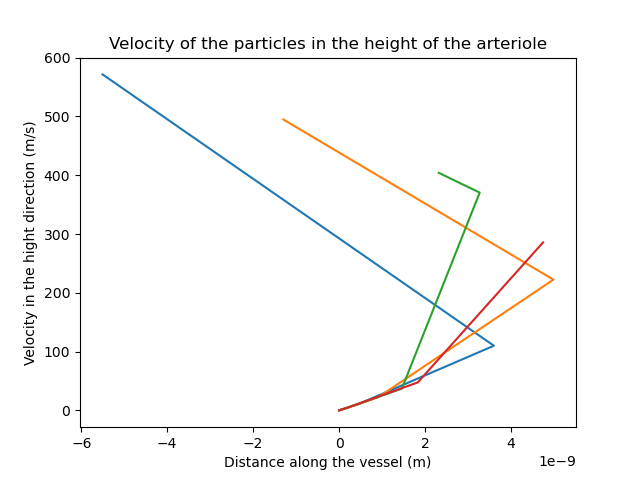 Velocity of the particles in the height of the arteriole
600
500
400
300
200
100
0
Velocity in the hight direction (m/s)
−6 −4 −2 0 2 4
1e−9
Distance along the vessel (m)